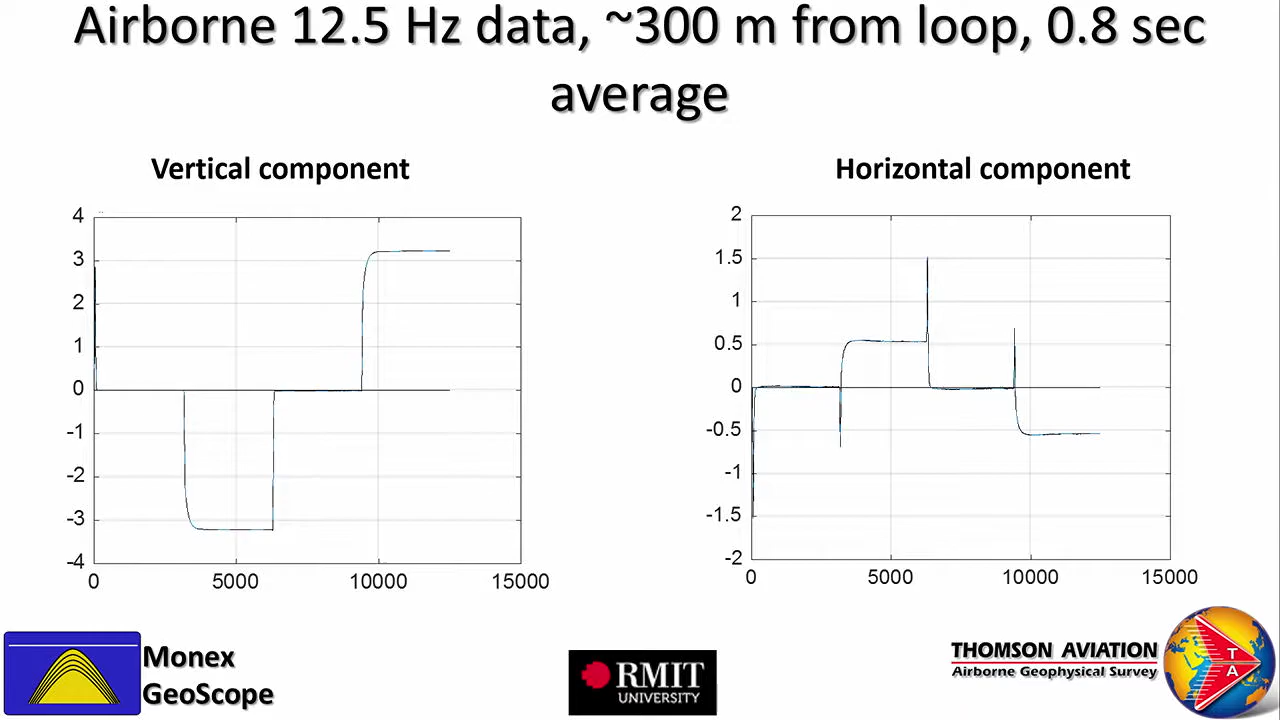 Airborne 12.5 Hz data, ~300 m from loop, 0.8 sec
average
Vertical component
4
3
2
1
0
-1
-2
-3
-4
0 5000 10000 15000
Horizontal component
2
1.5
1
0.5
0
-0.5
-1
-1.5
-2
0 5000 10000 15000
Monex
GeoScope
RMIT
UNIVERSITY
THOMSON AVIATION
Airborne Geophysical Survey
T
A